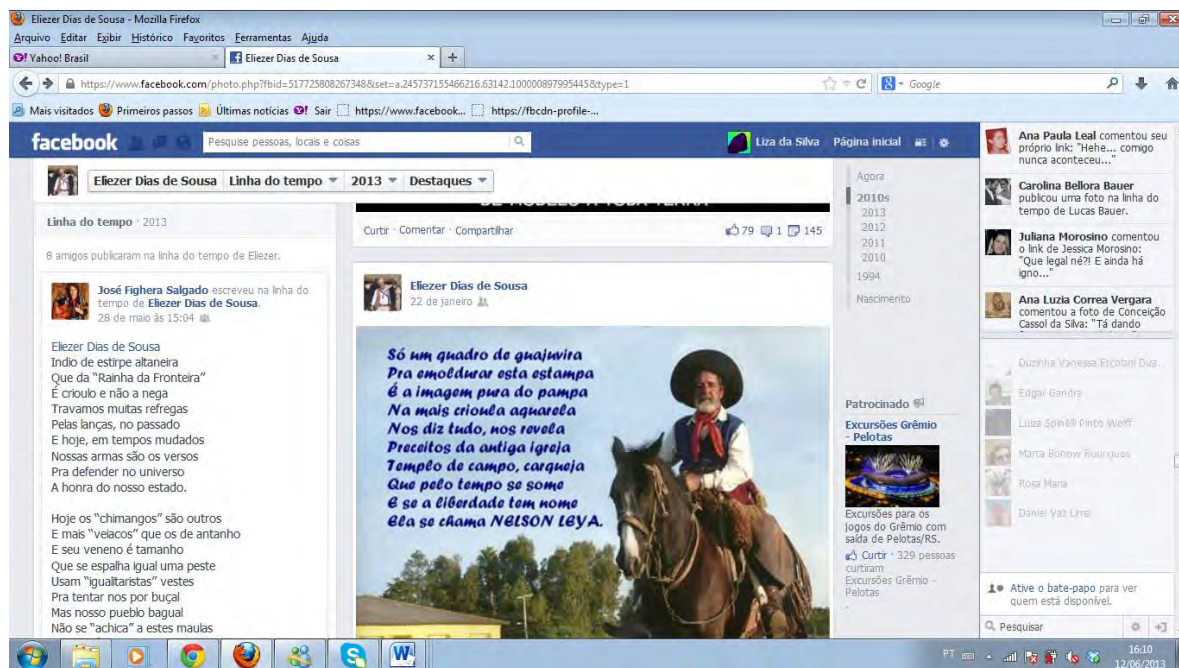 Eliezer Dias de Sousa - Mozilla Firefox
Arquivo Editar Exibir Histórico Favoritos Ferramentas Ajuda
Yahoo! Brasil
Eliezer Dias de Sousa
https://www.facebook.com/photo.php?fbid=517725808267348&set=a.245737155466216.63142.100000897995445&type=1
Google
Mais visitados Primeiros passos Últimas notícias Sair https://www.facebook... https://fbcdn-profile-...
facebook
Pesquise pessoas, locais e coisas
Liza da Silva Página inicial
Eliezer Dias de Sousa Linha do tempo 2013 Destaques
Linha do tempo · 2013
8 amigos publicaram na linha do tempo de Eliezer.
José Fighera Salgado escreveu na linha do
tempo de Eliezer Dias de Sousa.
28 de maio às 15:04
Eliezer Dias de Sousa
Indio de estirpe altaneira
Que da "Rainha da Fronteira"
É crioulo e não a nega
Travamos muitas refregas
Pelas lanças, no passado
E hoje, em tempos mudados
Nossas armas são os versos
Pra defender no universo
A honra do nosso estado.
Hoje os "chimangos" são outros
E mais "veiacos" que os de antanho
E seu veneno é tamanho
Que se espalha igual uma peste
Usam "igualitaristas" vestes
Pra tentar nos por buçal
Mas nosso pueblo bagual
Não se "achica" a estes maulas
DE MODELO A TODA TERRA
Curtir · Comentar · Compartilhar
79 1 145
Eliezer Dias de Sousa
22 de janeiro
Só um quadro de guajuvira
Pra emoldurar esta estampa
É a imagem pura do pampa
Na mais crioula aquarela
Nos diz tudo, nos revela
Preceitos da antiga igreja
Templo de campo, carqueja
Que pelo tempo se some
E se a liberdade tem nome
Ela se chama NELSON LEYA.
Agora
2010s
2013
2012
2011
2010
1994
Nascimento
Patrocinado
Excursões Grêmio
- Pelotas
Excursões para os
jogos do Grêmio com
saída de Pelotas/RS.
Curtir · 329 pessoas
curtiram
Excursões Grêmio -
Pelotas
Ana Paula Leal comentou seu
próprio link: "Hehe... comigo
nunca aconteceu..."
Carolina Bellora Bauer
publicou uma foto na linha do
tempo de Lucas Bauer.
Juliana Morosino comentou
o link de Jessica Morosino:
"Que legal né?! E ainda há
igno..."
Ana Luzia Correa Vergara
comentou a foto de Conceição
Cassol da Silva: "Tá dando
Duzinha Vanessa Ercolani Dua...
Edgar Gandra
Luiza Spinelli Pinto Wolff
Marta Bonow Rodrigues
Rosa Maria
Daniel Vaz Lima
Ative o bate-papo para ver
quem está disponível.
Pesquisar
PT
16:10
12/06/2013